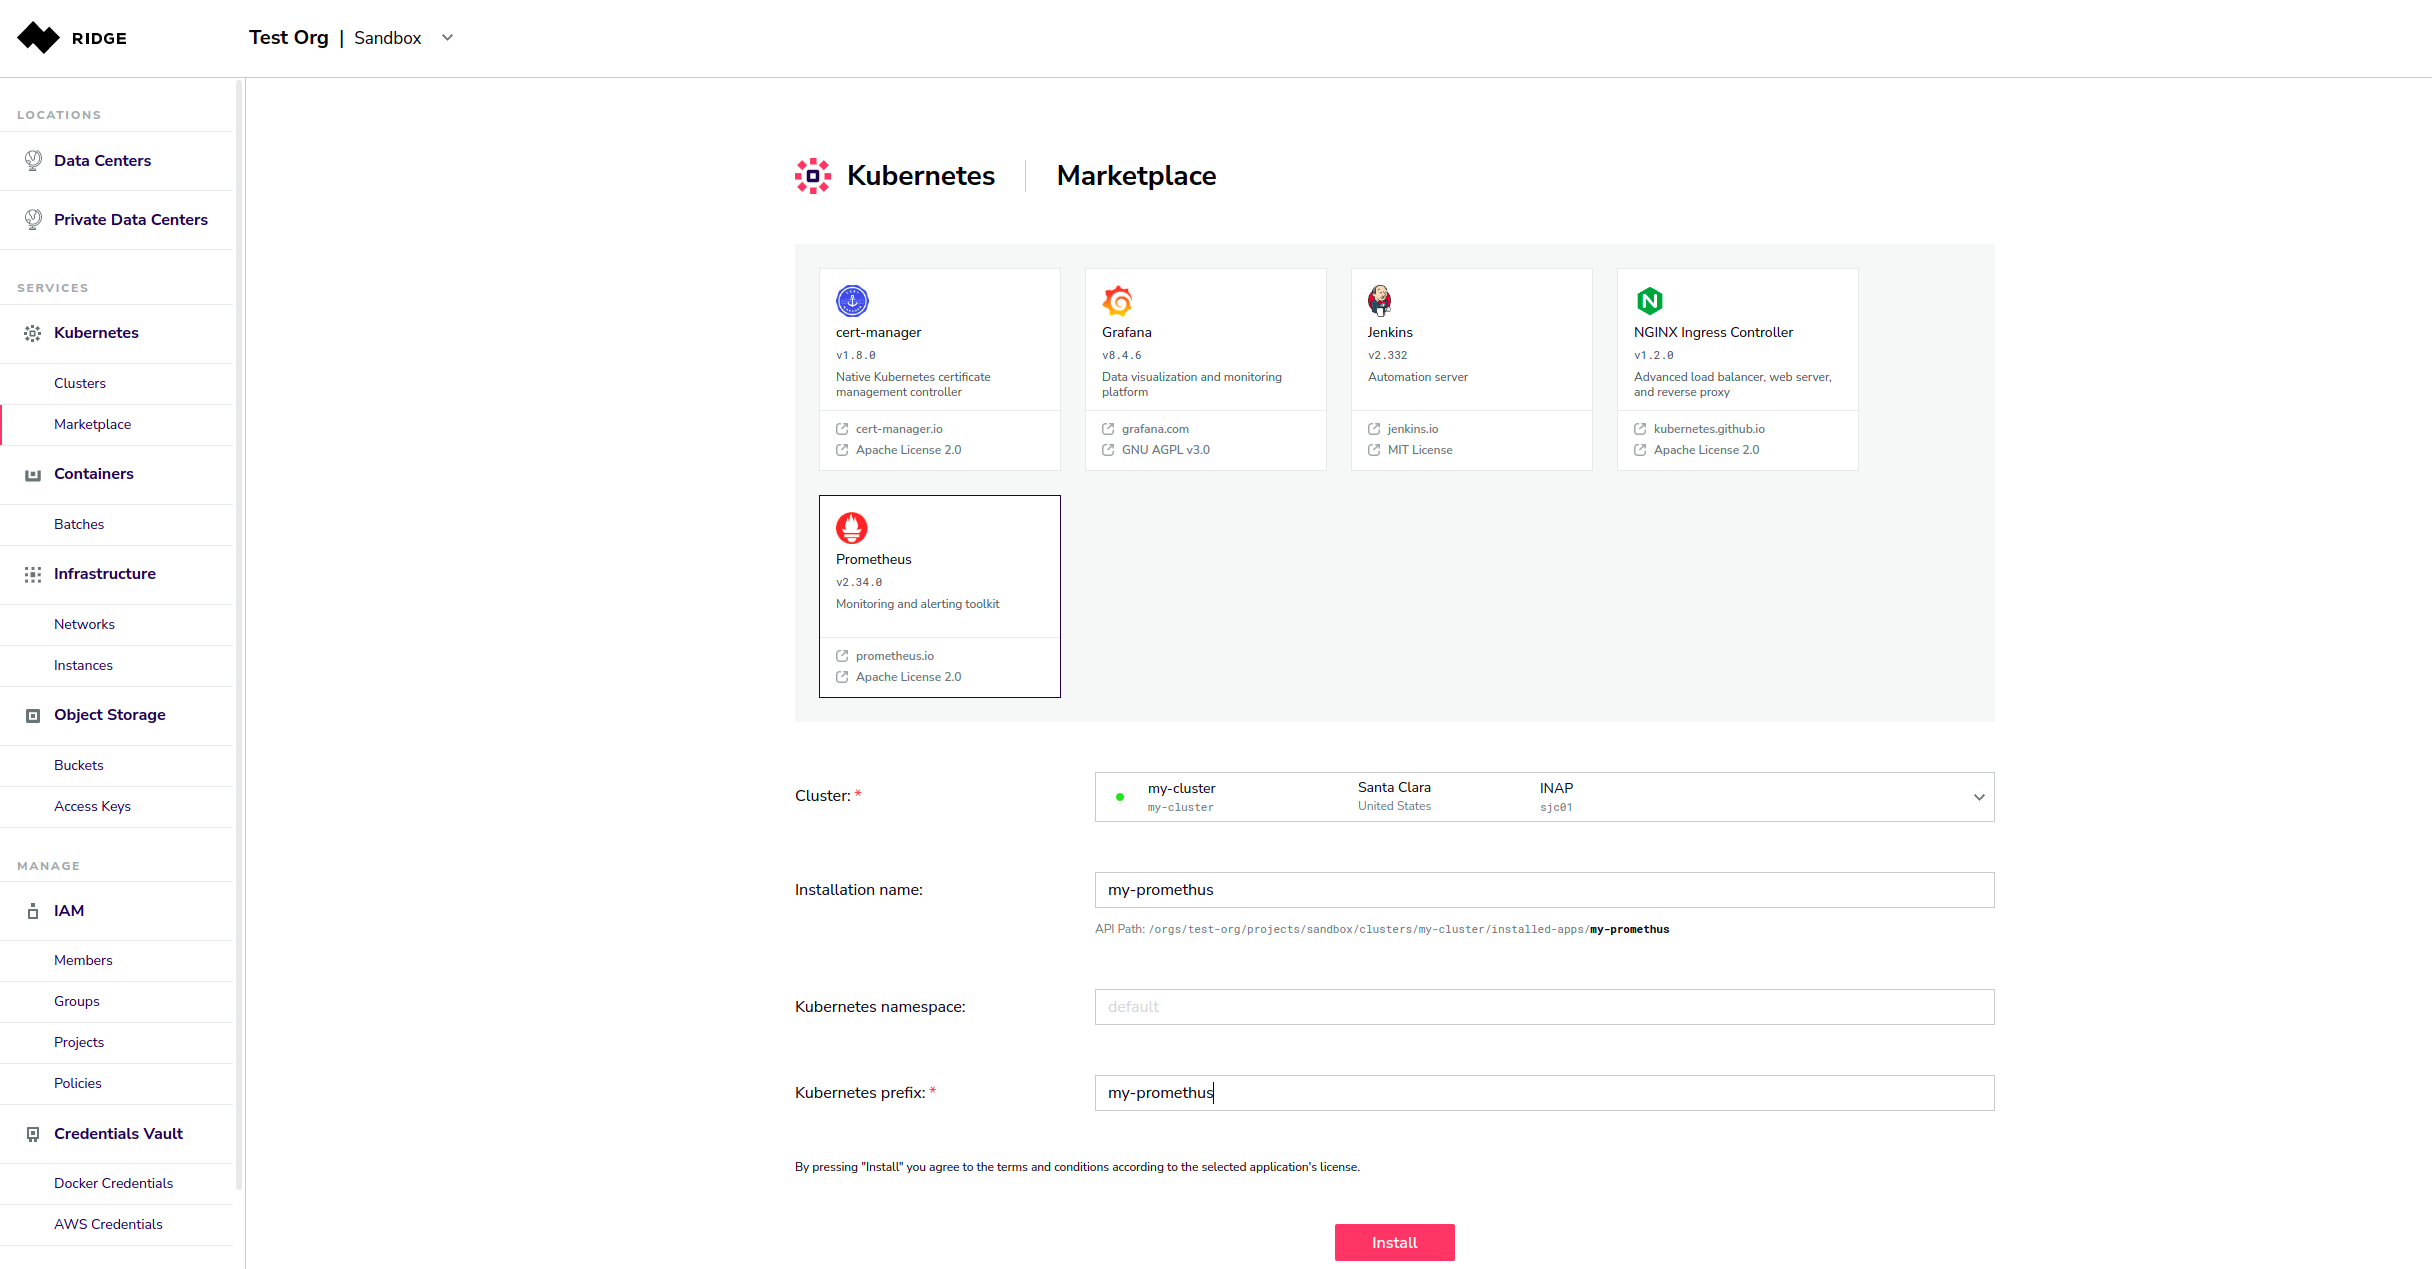 RIDGE
Test Org | Sandbox
LOCATIONS
Data Centers
Private Data Centers
SERVICES
Kubernetes
Clusters
Marketplace
Containers
Batches
Infrastructure
Networks
Instances
Object Storage
Buckets
Access Keys
MANAGE
IAM
Members
Groups
Projects
Policies
Credentials Vault
Docker Credentials
AWS Credentials
Kubernetes
Marketplace
cert-manager
v1.8.0
Native Kubernetes certificate
management controller
cert-manager.io
Apache License 2.0
Grafana
v8.4.6
Data visualization and monitoring
platform
grafana.com
GNU AGPL v3.0
Jenkins
v2.332
Automation server
jenkins.io
MIT License
NGINX Ingress Controller
v1.2.0
Advanced load balancer, web server,
and reverse proxy
kubernetes.github.io
Apache License 2.0
Prometheus
v2.34.0
Monitoring and alerting toolkit
prometheus.io
Apache License 2.0
Cluster: *
my-cluster
my-cluster
Santa Clara
United States
INAP
sjc01
Installation name:
my-promethus
API Path: /orgs/test-org/projects/sandbox/clusters/my-cluster/installed-apps/my-promethus
Kubernetes namespace:
default
Kubernetes prefix: *
my-promethus
By pressing "Install" you agree to the terms and conditions according to the selected application's license.
Install